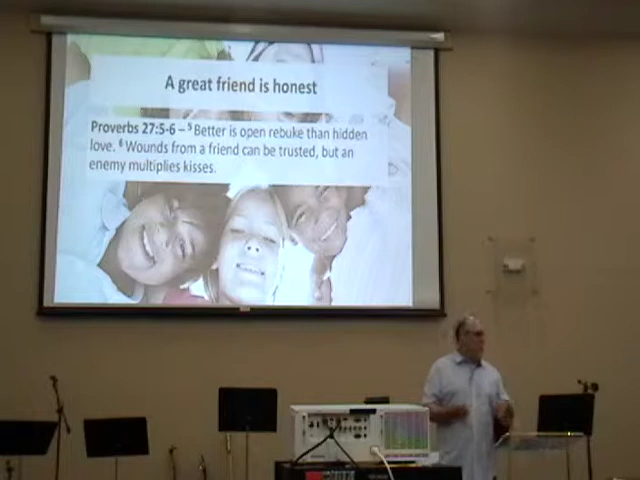 A great friend is honest
Proverbs 27:5-6 – ⁵ Better is open rebuke than hidden
love. ⁶ Wounds from a friend can be trusted, but an
enemy multiplies kisses.